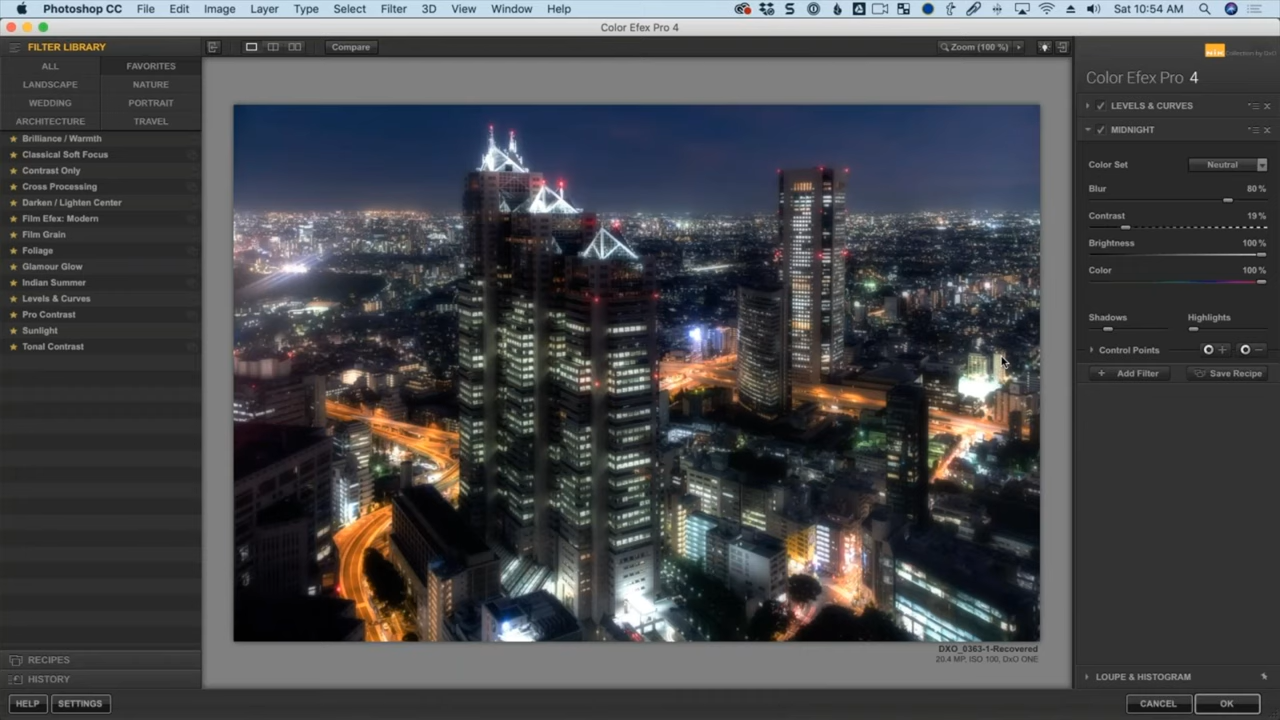 Photoshop CC File Edit Image Layer Type Select Filter 3D View Window Help Sat 10:54 AM
Color Efex Pro 4
FILTER LIBRARY
Compare
Zoom (100 %)
ALL FAVORITES
LANDSCAPE NATURE
WEDDING PORTRAIT
ARCHITECTURE TRAVEL
Brilliance / Warmth
Classical Soft Focus
Contrast Only
Cross Processing
Darken / Lighten Center
Film Efex: Modern
Film Grain
Foliage
Glamour Glow
Indian Summer
Levels & Curves
Pro Contrast
Sunlight
Tonal Contrast
RECIPES
HISTORY
HELP SETTINGS
DXO_0363-1-Recovered
20.4 MP, ISO 100, DxO ONE
Nik Collection by DxO
Color Efex Pro 4
LEVELS & CURVES
MIDNIGHT
Color Set Neutral
Blur 80 %
Contrast 19 %
Brightness 100 %
Color 100 %
Shadows Highlights
Control Points
Add Filter Save Recipe
LOUPE & HISTOGRAM
CANCEL OK